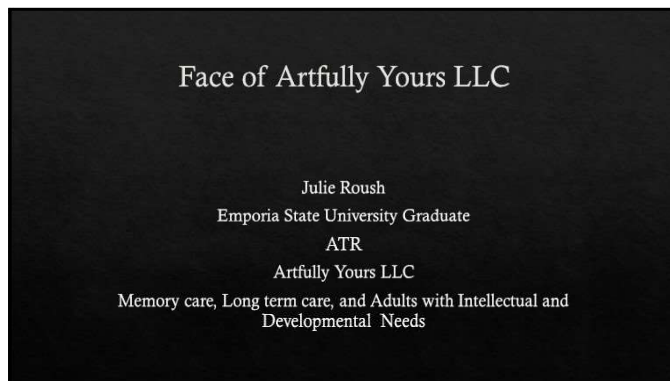 Face of Artfully Yours LLC
Julie Roush
Emporia State University Graduate
ATR
Artfully Yours LLC
Memory care, Long term care, and Adults with Intellectual and
Developmental Needs